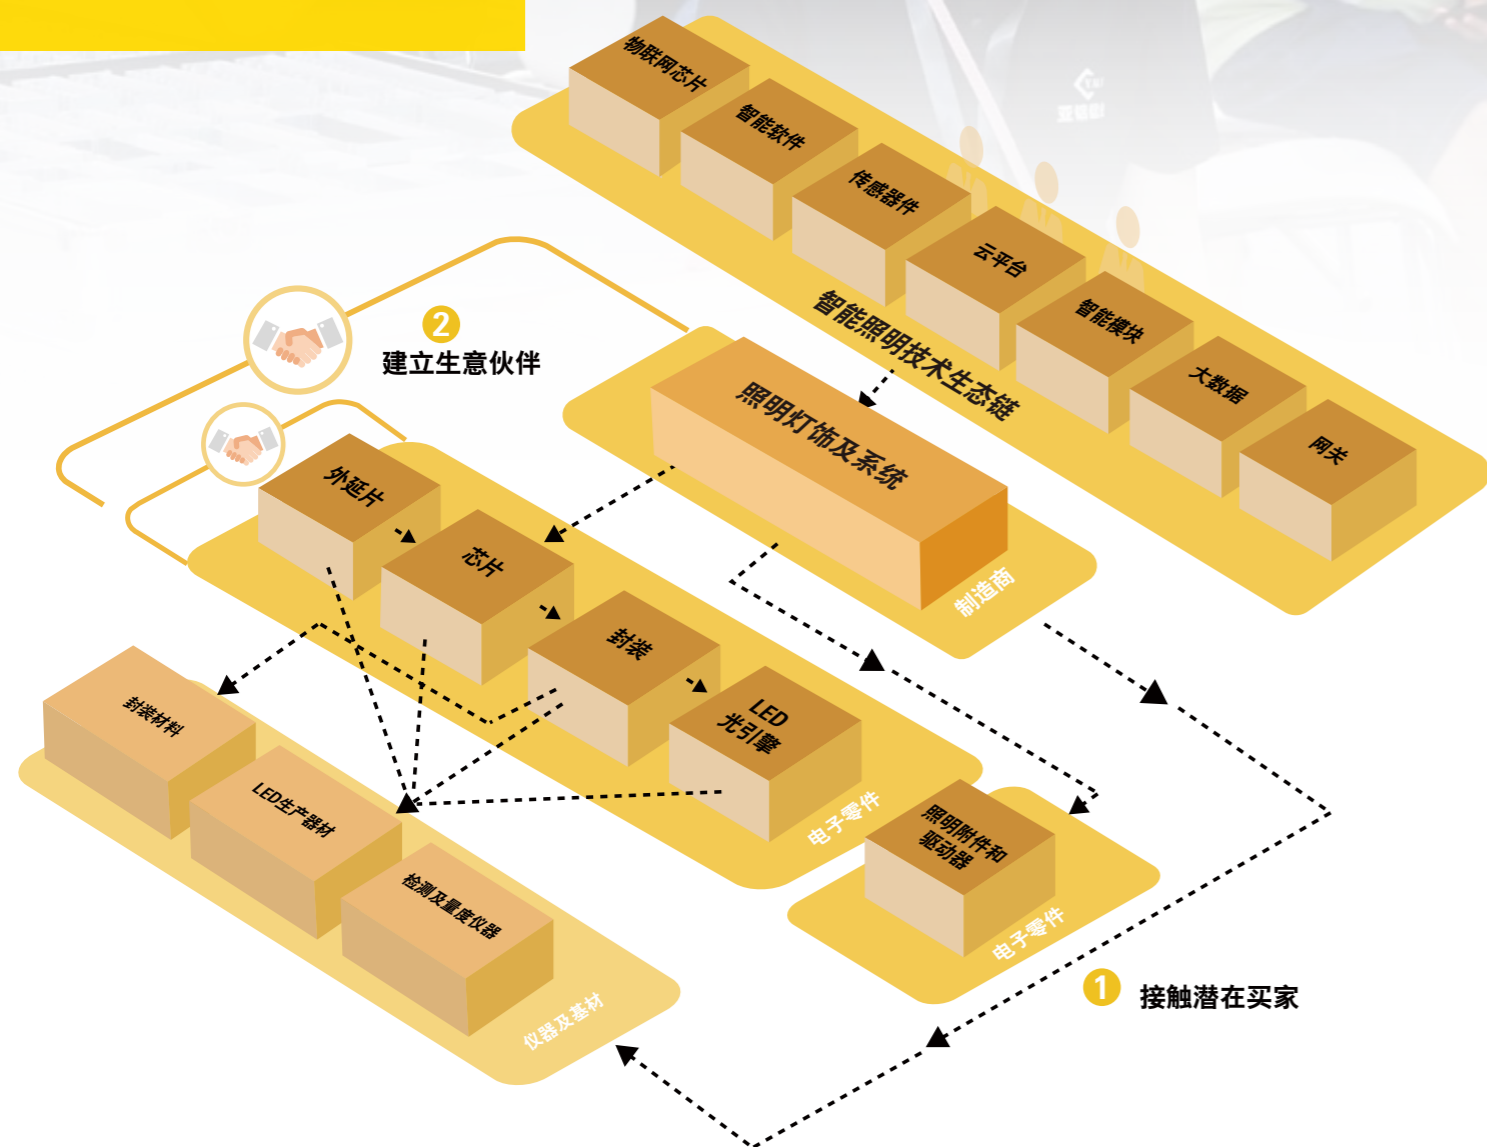 物联网芯片
智能软件
传感器件
云平台
智能模块
大数据
网关
智能照明技术生态链
2
建立生意伙伴
照明灯饰及系统
制造商
外延片
芯片
封装
LED
光引擎
电子零件
封装材料
LED生产器材
检测及量度仪器
仪器及基材
照明附件和
驱动器
电子零件
1
接触潜在买家